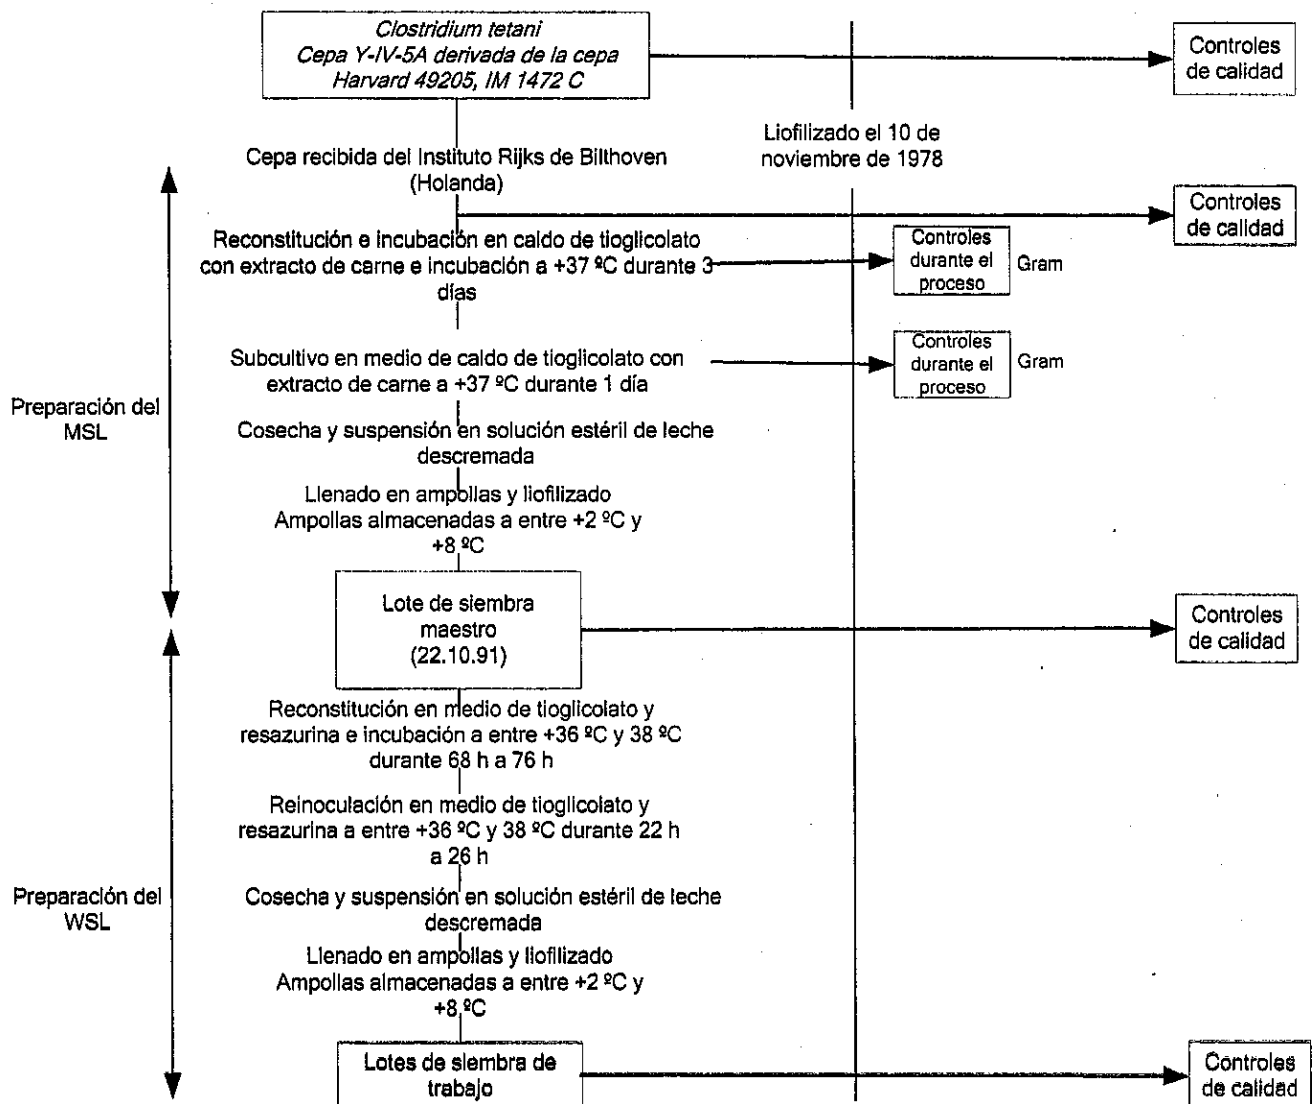 Clostridium tetani
Cepa Y-IV-5A derivada de la cepa
Harvard 49205, IM 1472 C
Controles
de calidad
Liofilizado el 10 de
noviembre de 1978
Cepa recibida del Instituto Rijks de Bilthoven
(Holanda)
Controles
de calidad
Reconstitución e incubación en caldo de tioglicolato
con extracto de carne e incubación a +37 ºC durante 3
días
Controles
durante el
proceso
Gram
Subcultivo en medio de caldo de tioglicolato con
extracto de carne a +37 ºC durante 1 día
Controles
durante el
proceso
Gram
Preparación del
MSL
Cosecha y suspensión en solución estéril de leche
descremada
Llenado en ampollas y liofilizado
Ampollas almacenadas a entre +2 ºC y
+8 ºC
Lote de siembra
maestro
(22.10.91)
Controles
de calidad
Reconstitución en medio de tioglicolato y
resazurina e incubación a entre +36 ºC y 38 ºC
durante 68 h a 76 h
Reinoculación en medio de tioglicolato y
resazurina a entre +36 ºC y 38 ºC durante 22 h
a 26 h
Preparación del
WSL
Cosecha y suspensión en solución estéril de leche
descremada
Llenado en ampollas y liofilizado
Ampollas almacenadas a entre +2 ºC y
+8 ºC
Lotes de siembra de
trabajo
Controles
de calidad